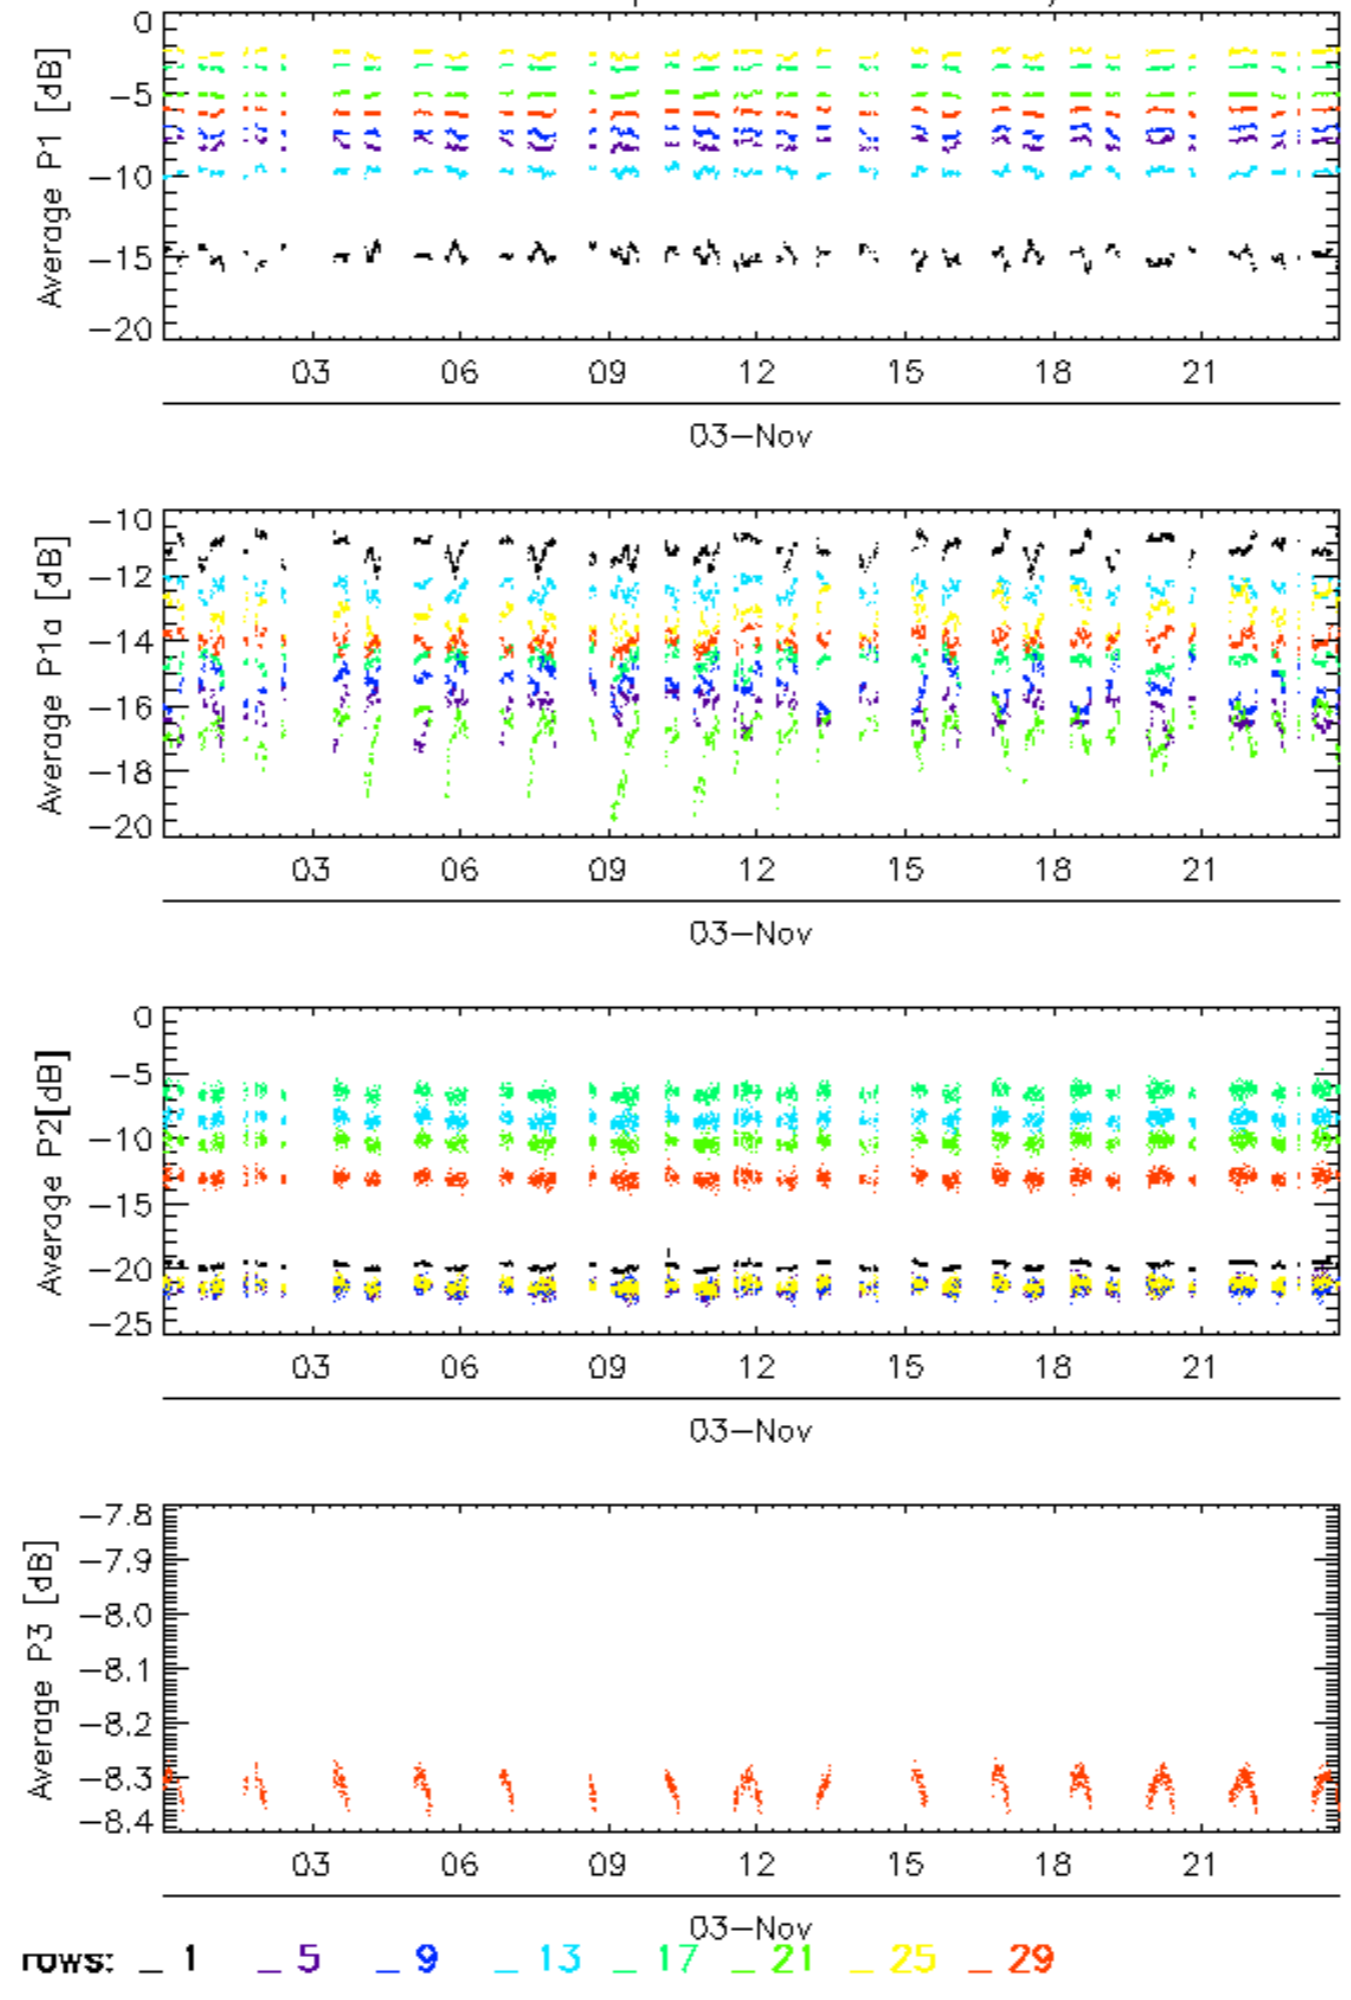 Average P1 [dB]
0
−5
−10
−15
−20
03 06 09 12 15 18 21
03−Nov
Average P1a [dB]
−10
−12
−14
−16
−18
−20
03 06 09 12 15 18 21
03−Nov
Average P2[dB]
0
−5
−10
−15
−20
−25
03 06 09 12 15 18 21
03−Nov
Average P3 [dB]
−7.8
−7.9
−8.0
−8.1
−8.2
−8.3
−8.4
03 06 09 12 15 18 21
03−Nov
rows: _ 1 _ 5 _ 9 _ 13 _ 17 _ 21 _ 25 _ 29